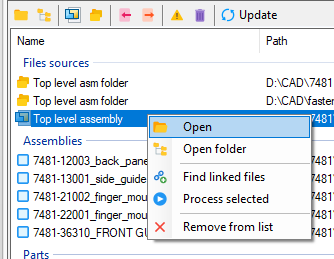 Update
Name Path
Files sources
Top level asm folder D:\CAD\7481
Top level asm folder D:\CAD\faster
Top level assembly 7481
Open
Open folder
Find linked files
Process selected
Remove from list
Assemblies
7481-12003_back_pane
7481-13001_side_guide
7481-21002_finger_mou
7481-22001_finger_mou
7481-36310_FRONT GU
Parts